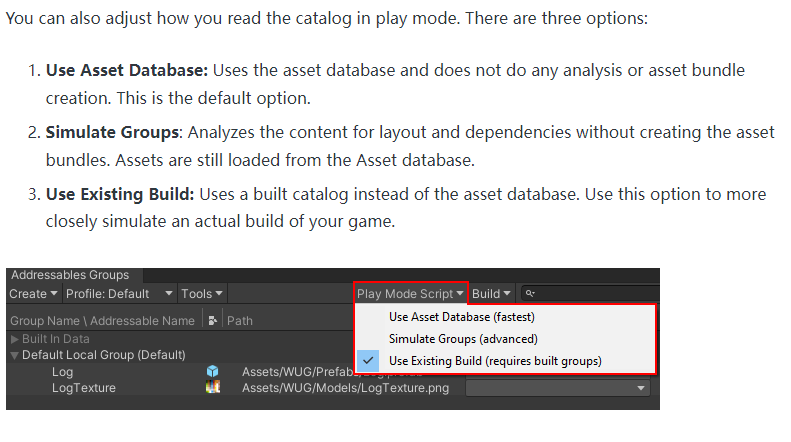 You can also adjust how you read the catalog in play mode. There are three options:
1. Use Asset Database: Uses the asset database and does not do any analysis or asset bundle
creation. This is the default option.
2. Simulate Groups: Analyzes the content for layout and dependencies without creating the asset
bundles. Assets are still loaded from the Asset database.
3. Use Existing Build: Uses a built catalog instead of the asset database. Use this option to more
closely simulate an actual build of your game.
Addressables Groups
Create Profile: Default Tools Play Mode Script Build
Use Asset Database (fastest)
Simulate Groups (advanced)
Use Existing Build (requires built groups)
Group Name \ Addressable Name Path
Built In Data
Default Local Group (Default)
Log Assets/WUG/Prefab
LogTexture Assets/WUG/Models/LogTexture.png